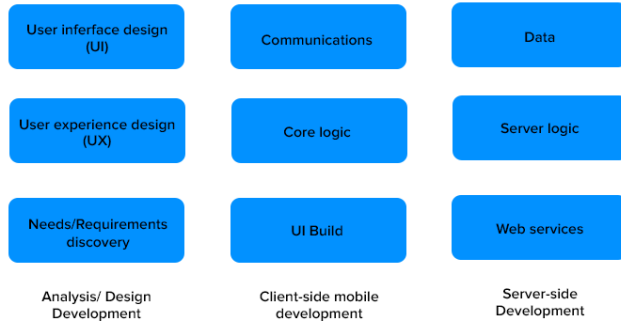 User inferface design
(UI)
Communications
Data
User experience design
(UX)
Core logic
Server logic
Needs/Requirements
discovery
UI Build
Web services
Analysis/ Design
Development
Client-side mobile
development
Server-side
Development